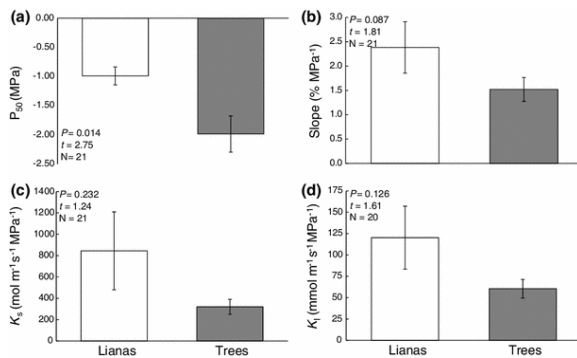 (a)
0.00
-0.50
-1.00
-1.50
-2.00
-2.50
P50 (MPa)
P= 0.014
t = 2.75
N= 21
(b)
3.0
2.5
2.0
1.5
1.0
0.5
0.0
Slope (% MPa⁻¹)
P= 0.087
t = 1.81
N = 21
(c)
1400
1200
1000
800
600
400
200
0
Ks (mol m⁻¹s⁻¹ MPa⁻¹)
P= 0.232
t = 1.24
N = 21
Lianas Trees
(d)
175
150
125
100
75
50
25
0
Kl (mmol m⁻¹s⁻¹MPa⁻¹)
P= 0.126
t = 1.61
N = 20
Lianas Trees